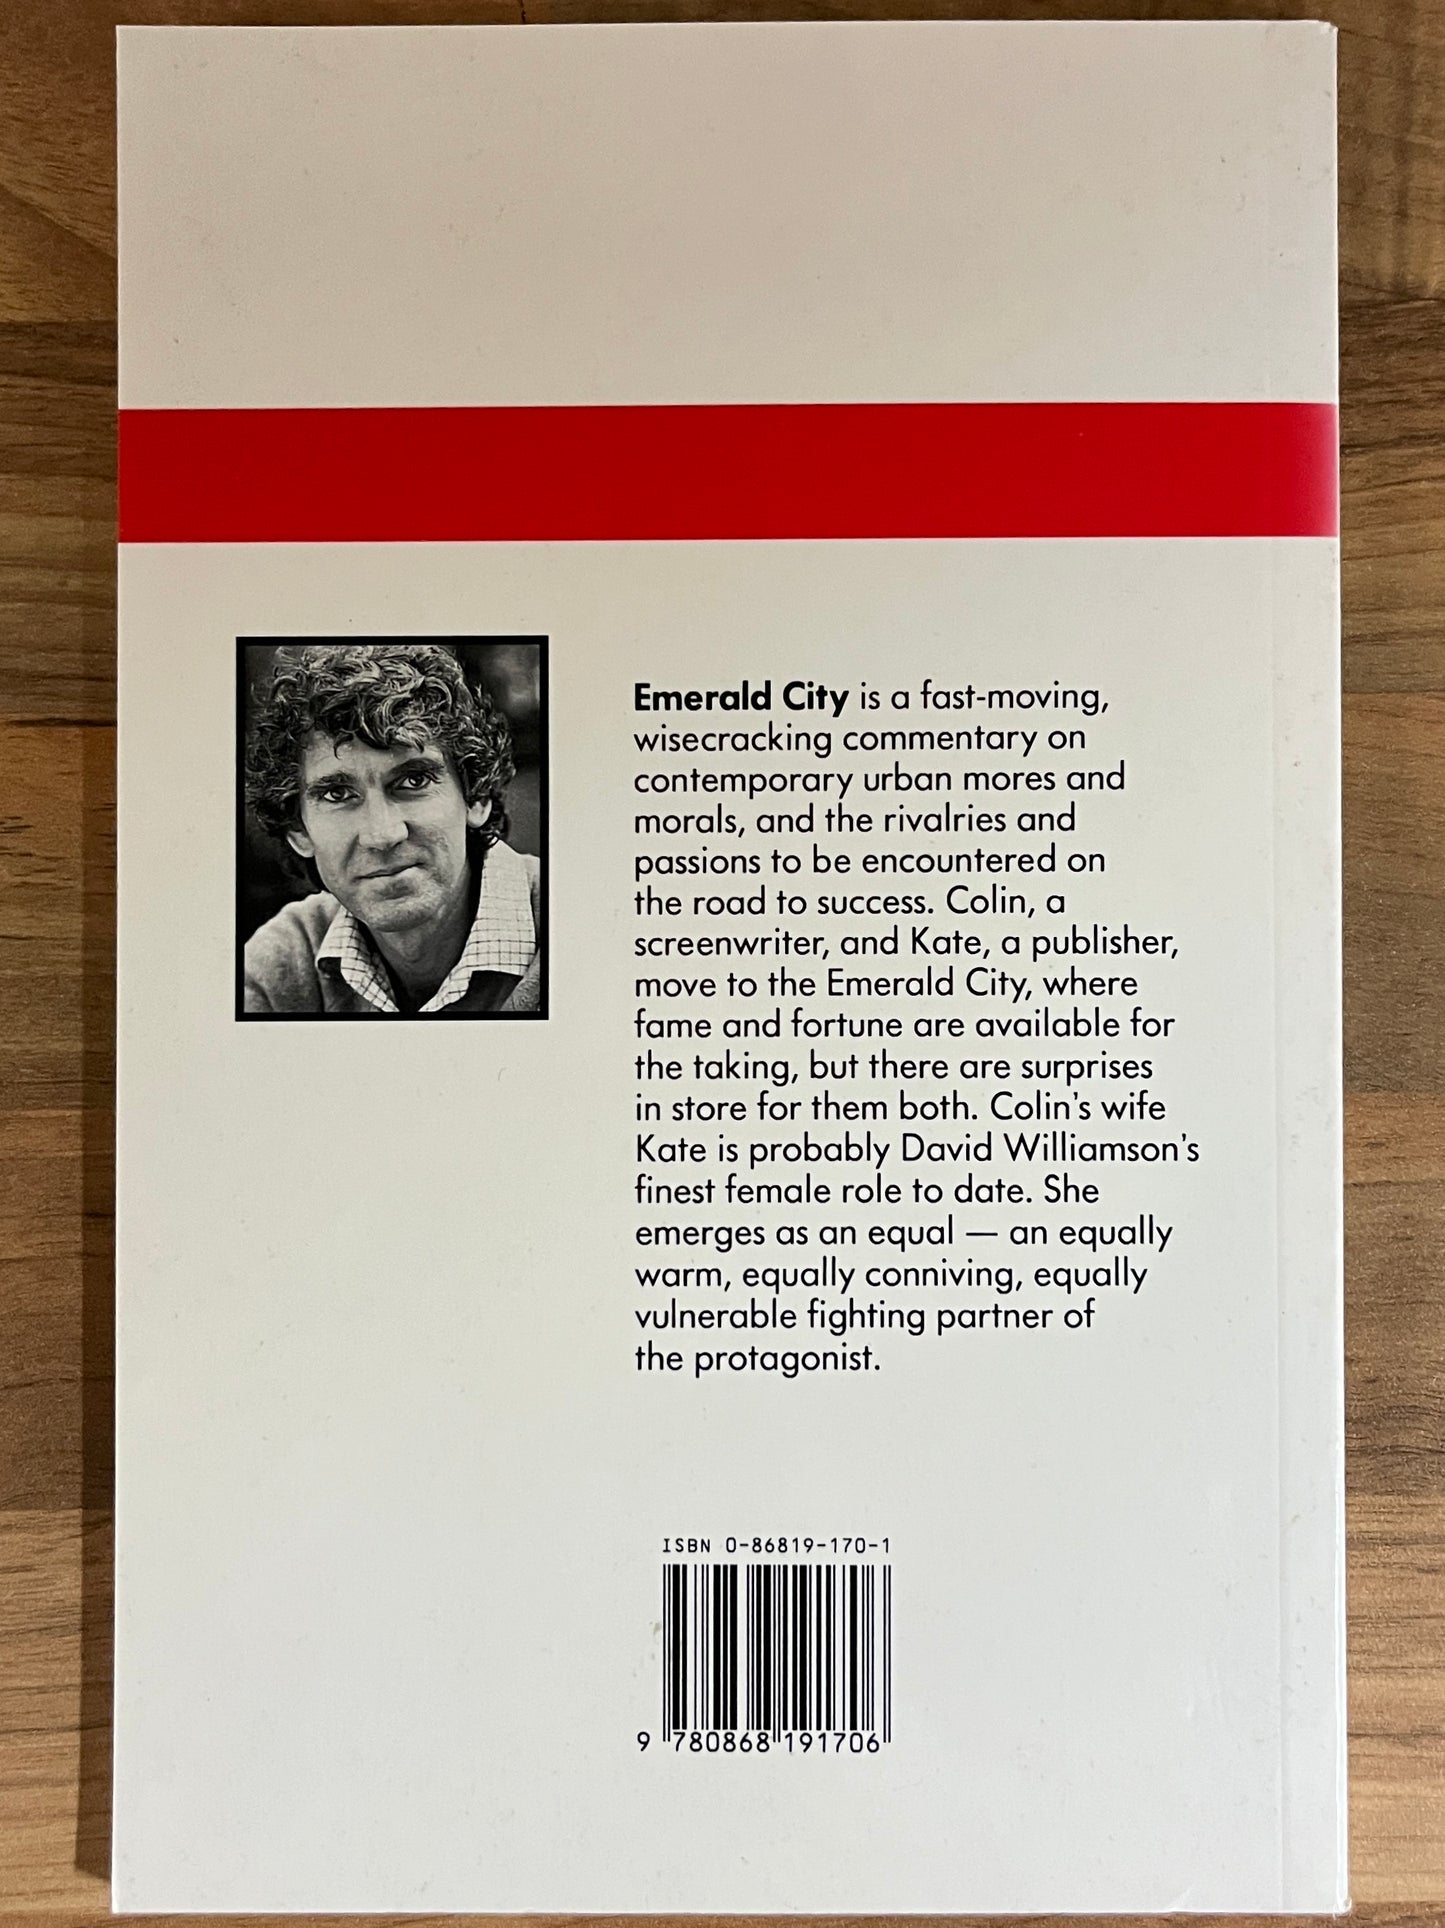 Emerald City is a fast-moving,
wisecracking commentary on
contemporary urban mores and
morals, and the rivalries and
passions to be encountered on
the road to success. Colin, a
screenwriter, and Kate, a publisher,
move to the Emerald City, where
fame and fortune are available for
the taking, but there are surprises
in store for them both. Colin's wife
Kate is probably David Williamson's
finest female role to date. She
emerges as an equal — an equally
warm, equally conniving, equally
vulnerable fighting partner of
the protagonist.
ISBN 0-86819-170-1
9 780868 191706